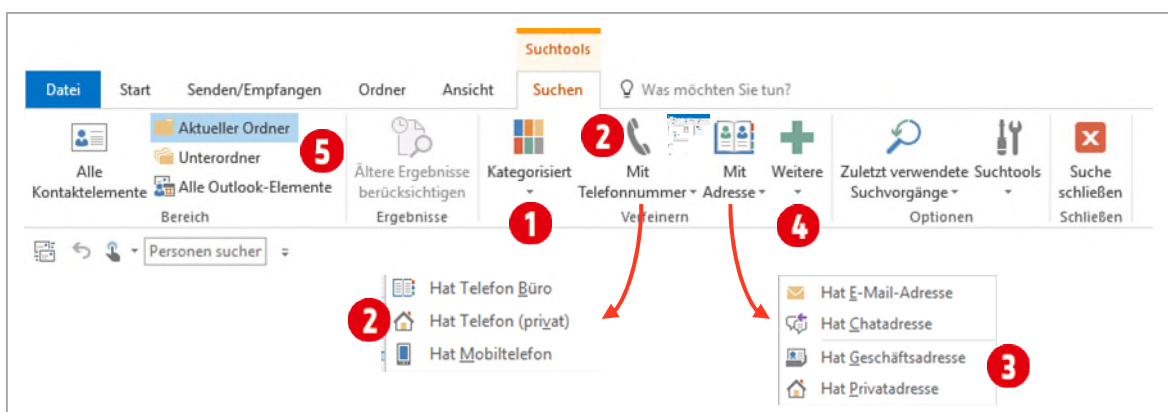 Suchtools
Datei Start Senden/Empfangen Ordner Ansicht Suchen Was möchten Sie tun?
Alle Kontaktelemente
Aktueller Ordner
Unterordner
Alle Outlook-Elemente
5
Bereich
Ältere Ergebnisse berücksichtigen
Ergebnisse
Kategorisiert
1
2
Mit Telefonnummer
Mit Adresse
Weitere
4
Verfeinern
Zuletzt verwendete Suchvorgänge
Suchtools
Optionen
Suche schließen
Schließen
Personen sucher
2
Hat Telefon Büro
Hat Telefon (privat)
Hat Mobiltelefon
Hat E-Mail-Adresse
Hat Chatadresse
Hat Geschäftsadresse
Hat Privatadresse
3